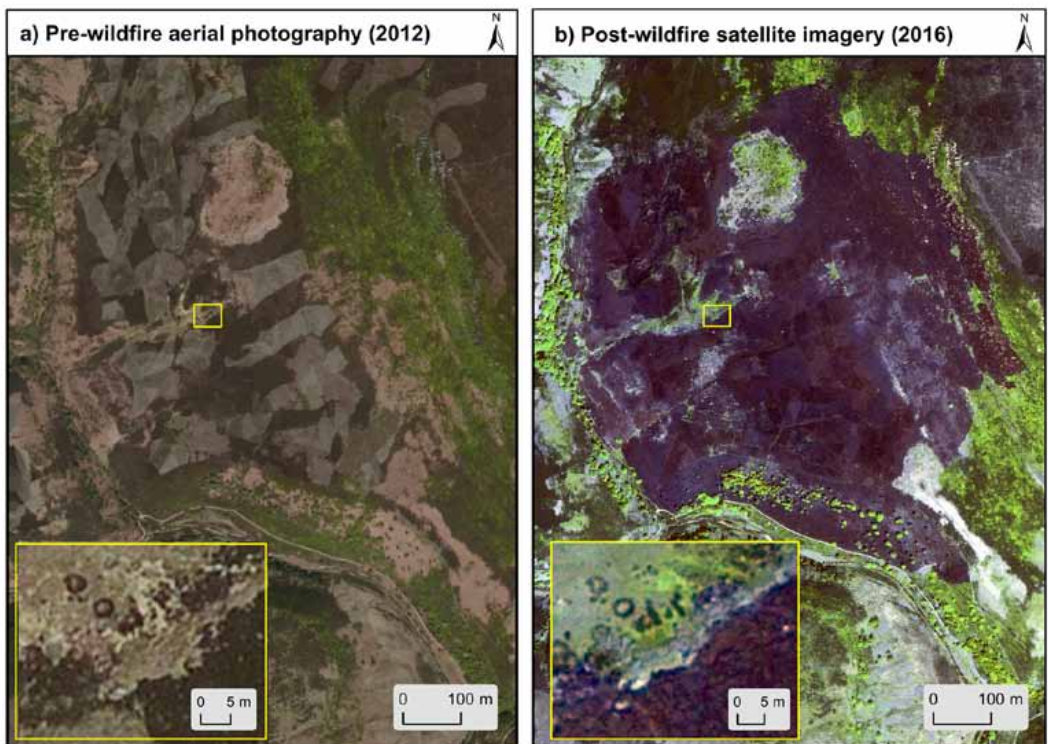 a) Pre-wildfire aerial photography (2012)
N
0 5 m
0 100 m
b) Post-wildfire satellite imagery (2016)
N
0 5 m
0 100 m